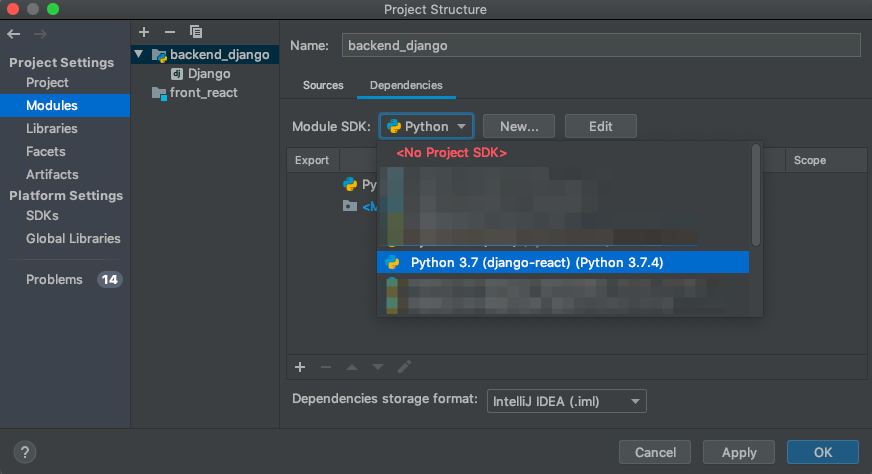 Project Structure
Project Settings
Project
Modules
Libraries
Facets
Artifacts
Platform Settings
SDKs
Global Libraries
Problems 14
backend_django
dj Django
front_react
Name: backend_django
Sources Dependencies
Module SDK: Python New... Edit
Export Scope
<No Project SDK>
Py
<M
Python 3.7 (django-react) (Python 3.7.4)
Dependencies storage format: IntelliJ IDEA (.iml)
? Cancel Apply OK